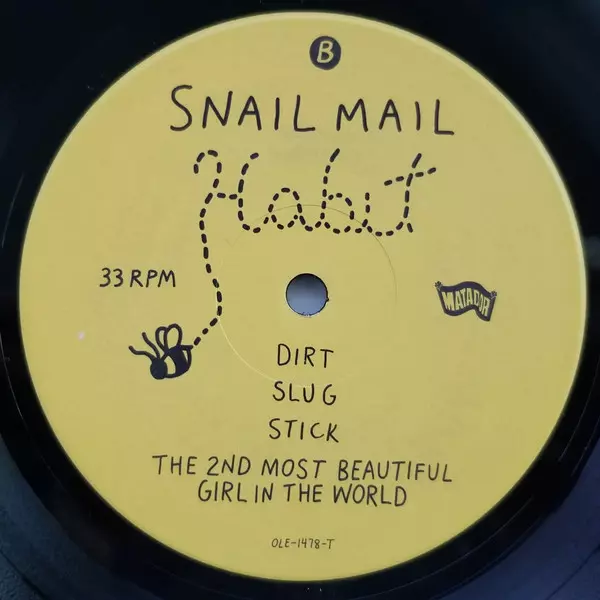 B
SNAIL MAIL
Habit
33 RPM
MATADOR
DIRT
SLUG
STICK
THE 2ND MOST BEAUTIFUL
GIRL IN THE WORLD
OLE-1478-T